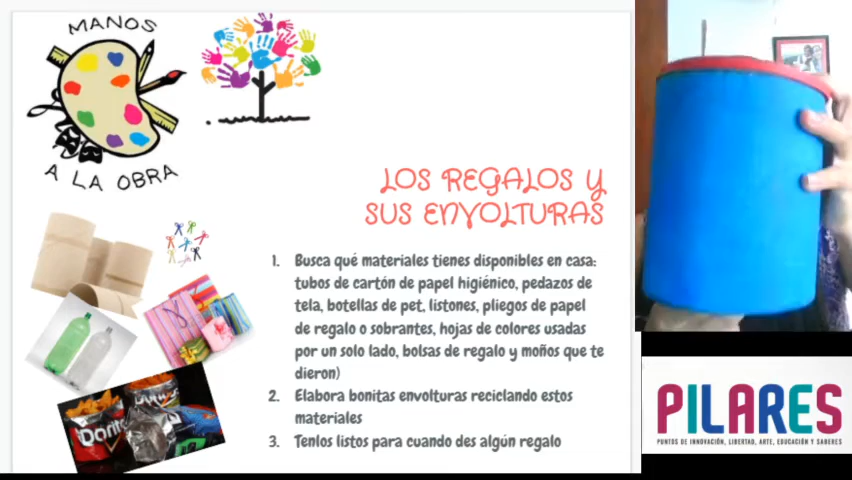 MANOS
A LA OBRA
LOS REGALOS Y
SUS ENVOLTURAS
1. Busca qué materiales tienes disponibles en casa:
tubos de cartón de papel higiénico, pedazos de
tela, botellas de pet, listones, pliegos de papel
de regalo o sobrantes, hojas de colores usadas
por un solo lado, bolsas de regalo y moños que te
dieron)
2. Elabora bonitas envolturas reciclando estos
materiales
3. Tenlos listos para cuando des algún regalo
Doritos
PILARES
PUNTOS DE INNOVACIÓN, LIBERTAD, ARTE, EDUCACIÓN Y SABERES